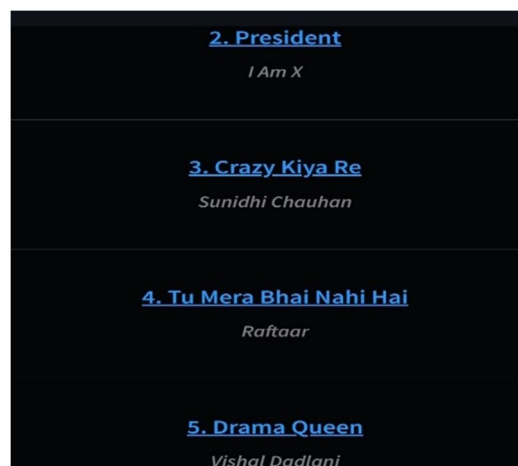 2. President
I Am X
3. Crazy Kiya Re
Sunidhi Chauhan
4. Tu Mera Bhai Nahi Hai
Raftaar
5. Drama Queen
Vishal Dadlani